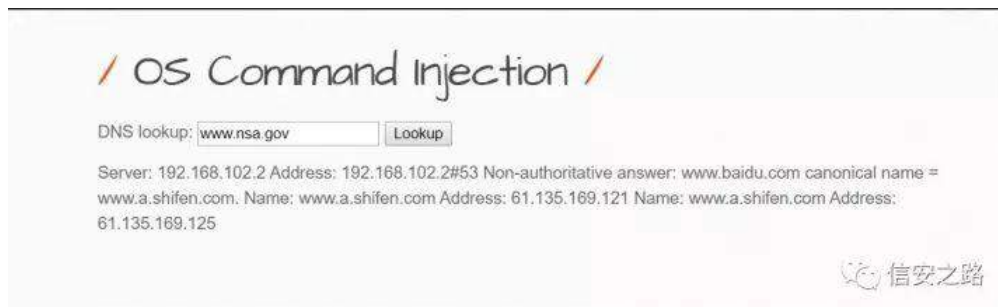 / OS Command Injection /
DNS lookup: www.nsa.gov Lookup
Server: 192.168.102.2 Address: 192.168.102.2#53 Non-authoritative answer: www.baidu.com canonical name =
www.a.shifen.com. Name: www.a.shifen.com Address: 61.135.169.121 Name: www.a.shifen.com Address:
61.135.169.125
信安之路